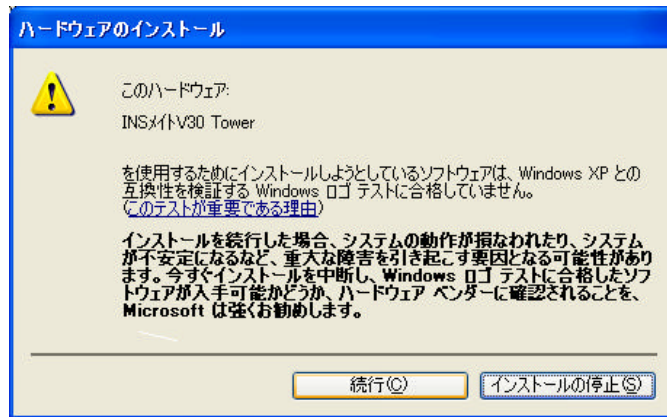 ハードウェアのインストール
このハードウェア:
INSﾒｲﾄV30 Tower
を使用するためにインストールしようとしているソフトウェアは、Windows XP との
互換性を検証する Windows ロゴ テストに合格していません。
(このテストが重要である理由)
インストールを続行した場合、システムの動作が損なわれたり、システム
が不安定になるなど、重大な障害を引き起こす要因となる可能性があり
ます。今すぐインストールを中断し、Windows ロゴ テストに合格したソフ
トウェアが入手可能かどうか、ハードウェア ベンダーに確認されることを、
Microsoft は強くお勧めします。
続行(C)
インストールの停止(S)